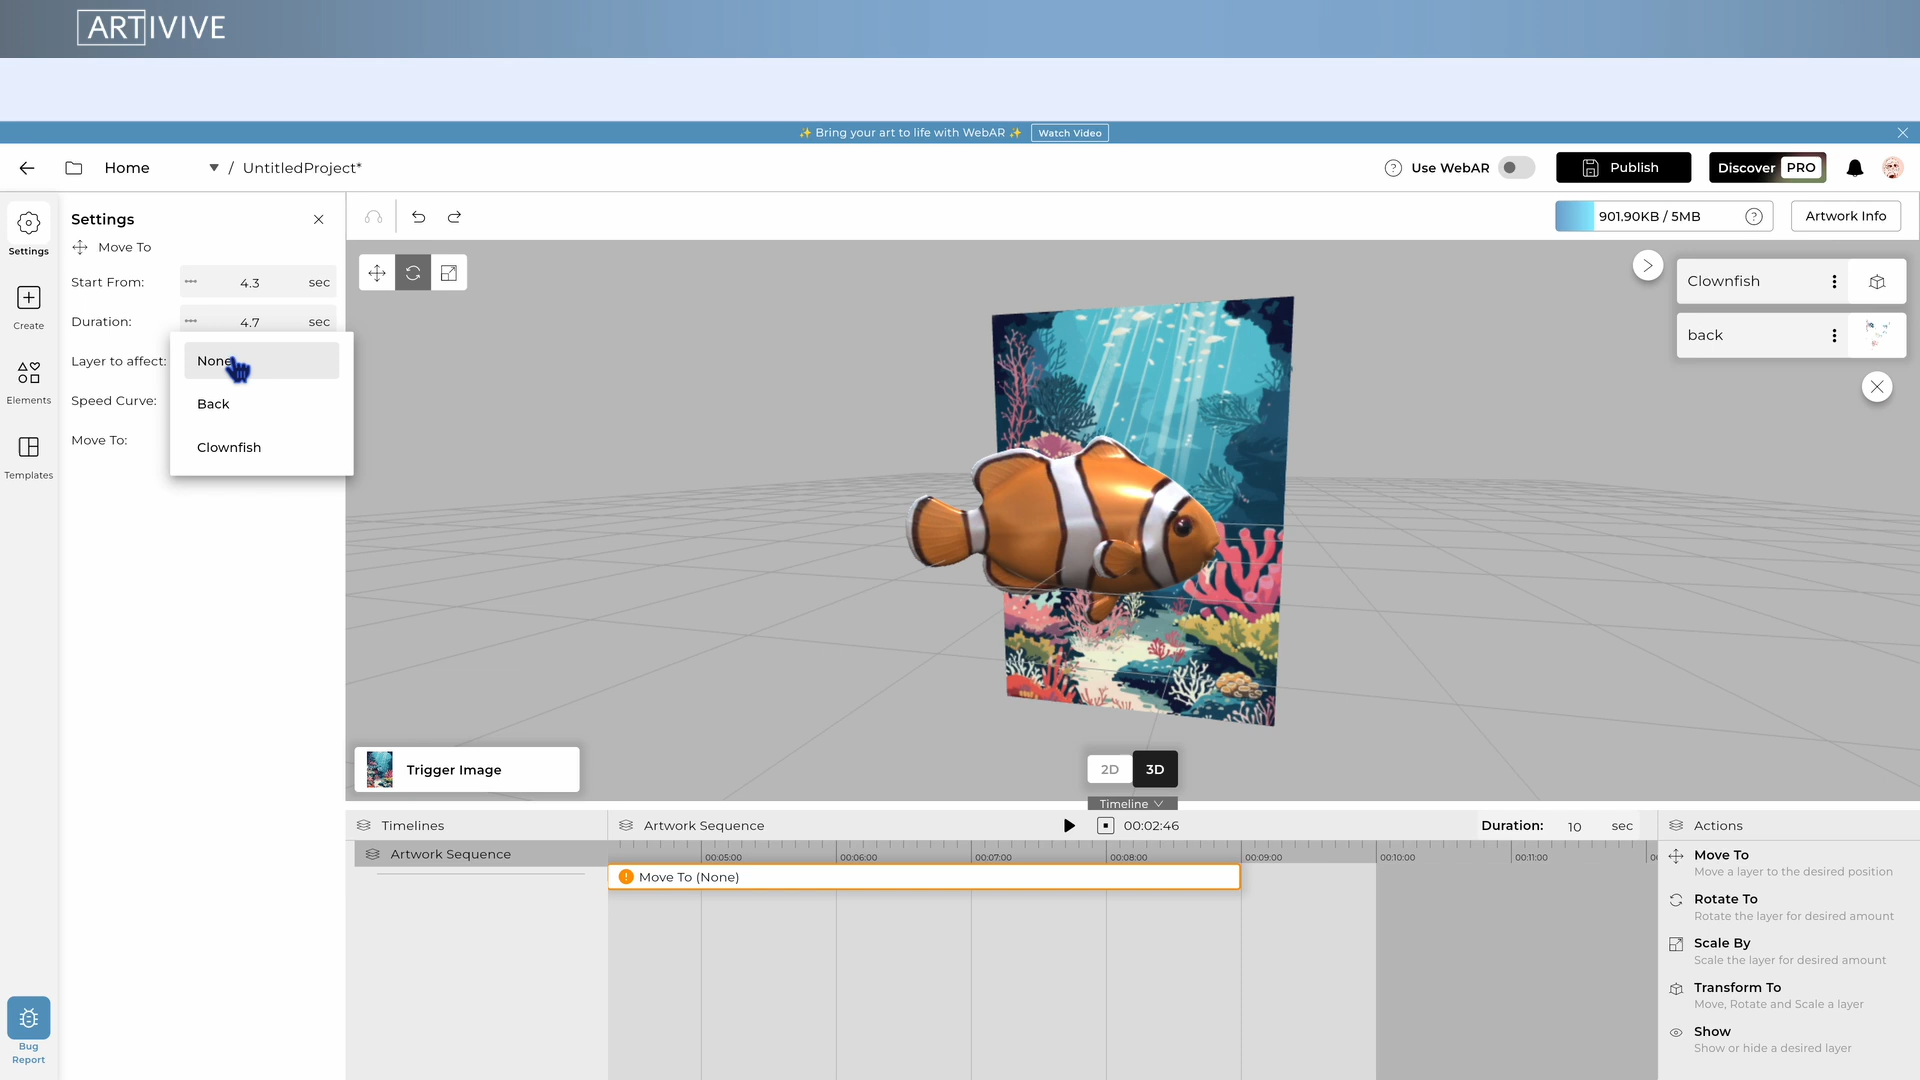 ARTIVIVE
✨ Bring your art to life with WebAR ✨ Watch Video
Home / UntitledProject*
Use WebAR
Publish
Discover PRO
Settings
Create
Elements
Templates
Bug
Report
Settings
Move To
Start From: 4.3 sec
Duration: 4.7 sec
Layer to affect:
Speed Curve:
Move To:
None
Back
Clownfish
901.90KB / 5MB
Artwork Info
Clownfish
back
Trigger Image
2D 3D
Timeline
Timelines
Artwork Sequence
Artwork Sequence
00:02:46
Duration: 10 sec
00:05:00 00:06:00 00:07:00 00:08:00 00:09:00 00:10:00 00:11:00
Move To (None)
Actions
Move To
Move a layer to the desired position
Rotate To
Rotate the layer for desired amount
Scale By
Scale the layer for desired amount
Transform To
Move, Rotate and Scale a layer
Show
Show or hide a desired layer